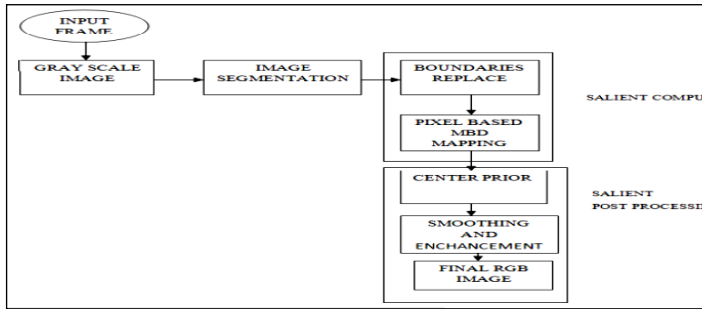 INPUT
FRAME
GRAY SCALE
IMAGE
IMAGE
SEGMENTATION
BOUNDARIES
REPLACE
SALIENT COMPU
PIXEL BASED
MBD
MAPPING
CENTER PRIOR
SALIENT
POST PROCESSIN
SMOOTHING
AND
ENCHANCEMENT
FINAL RGB
IMAGE